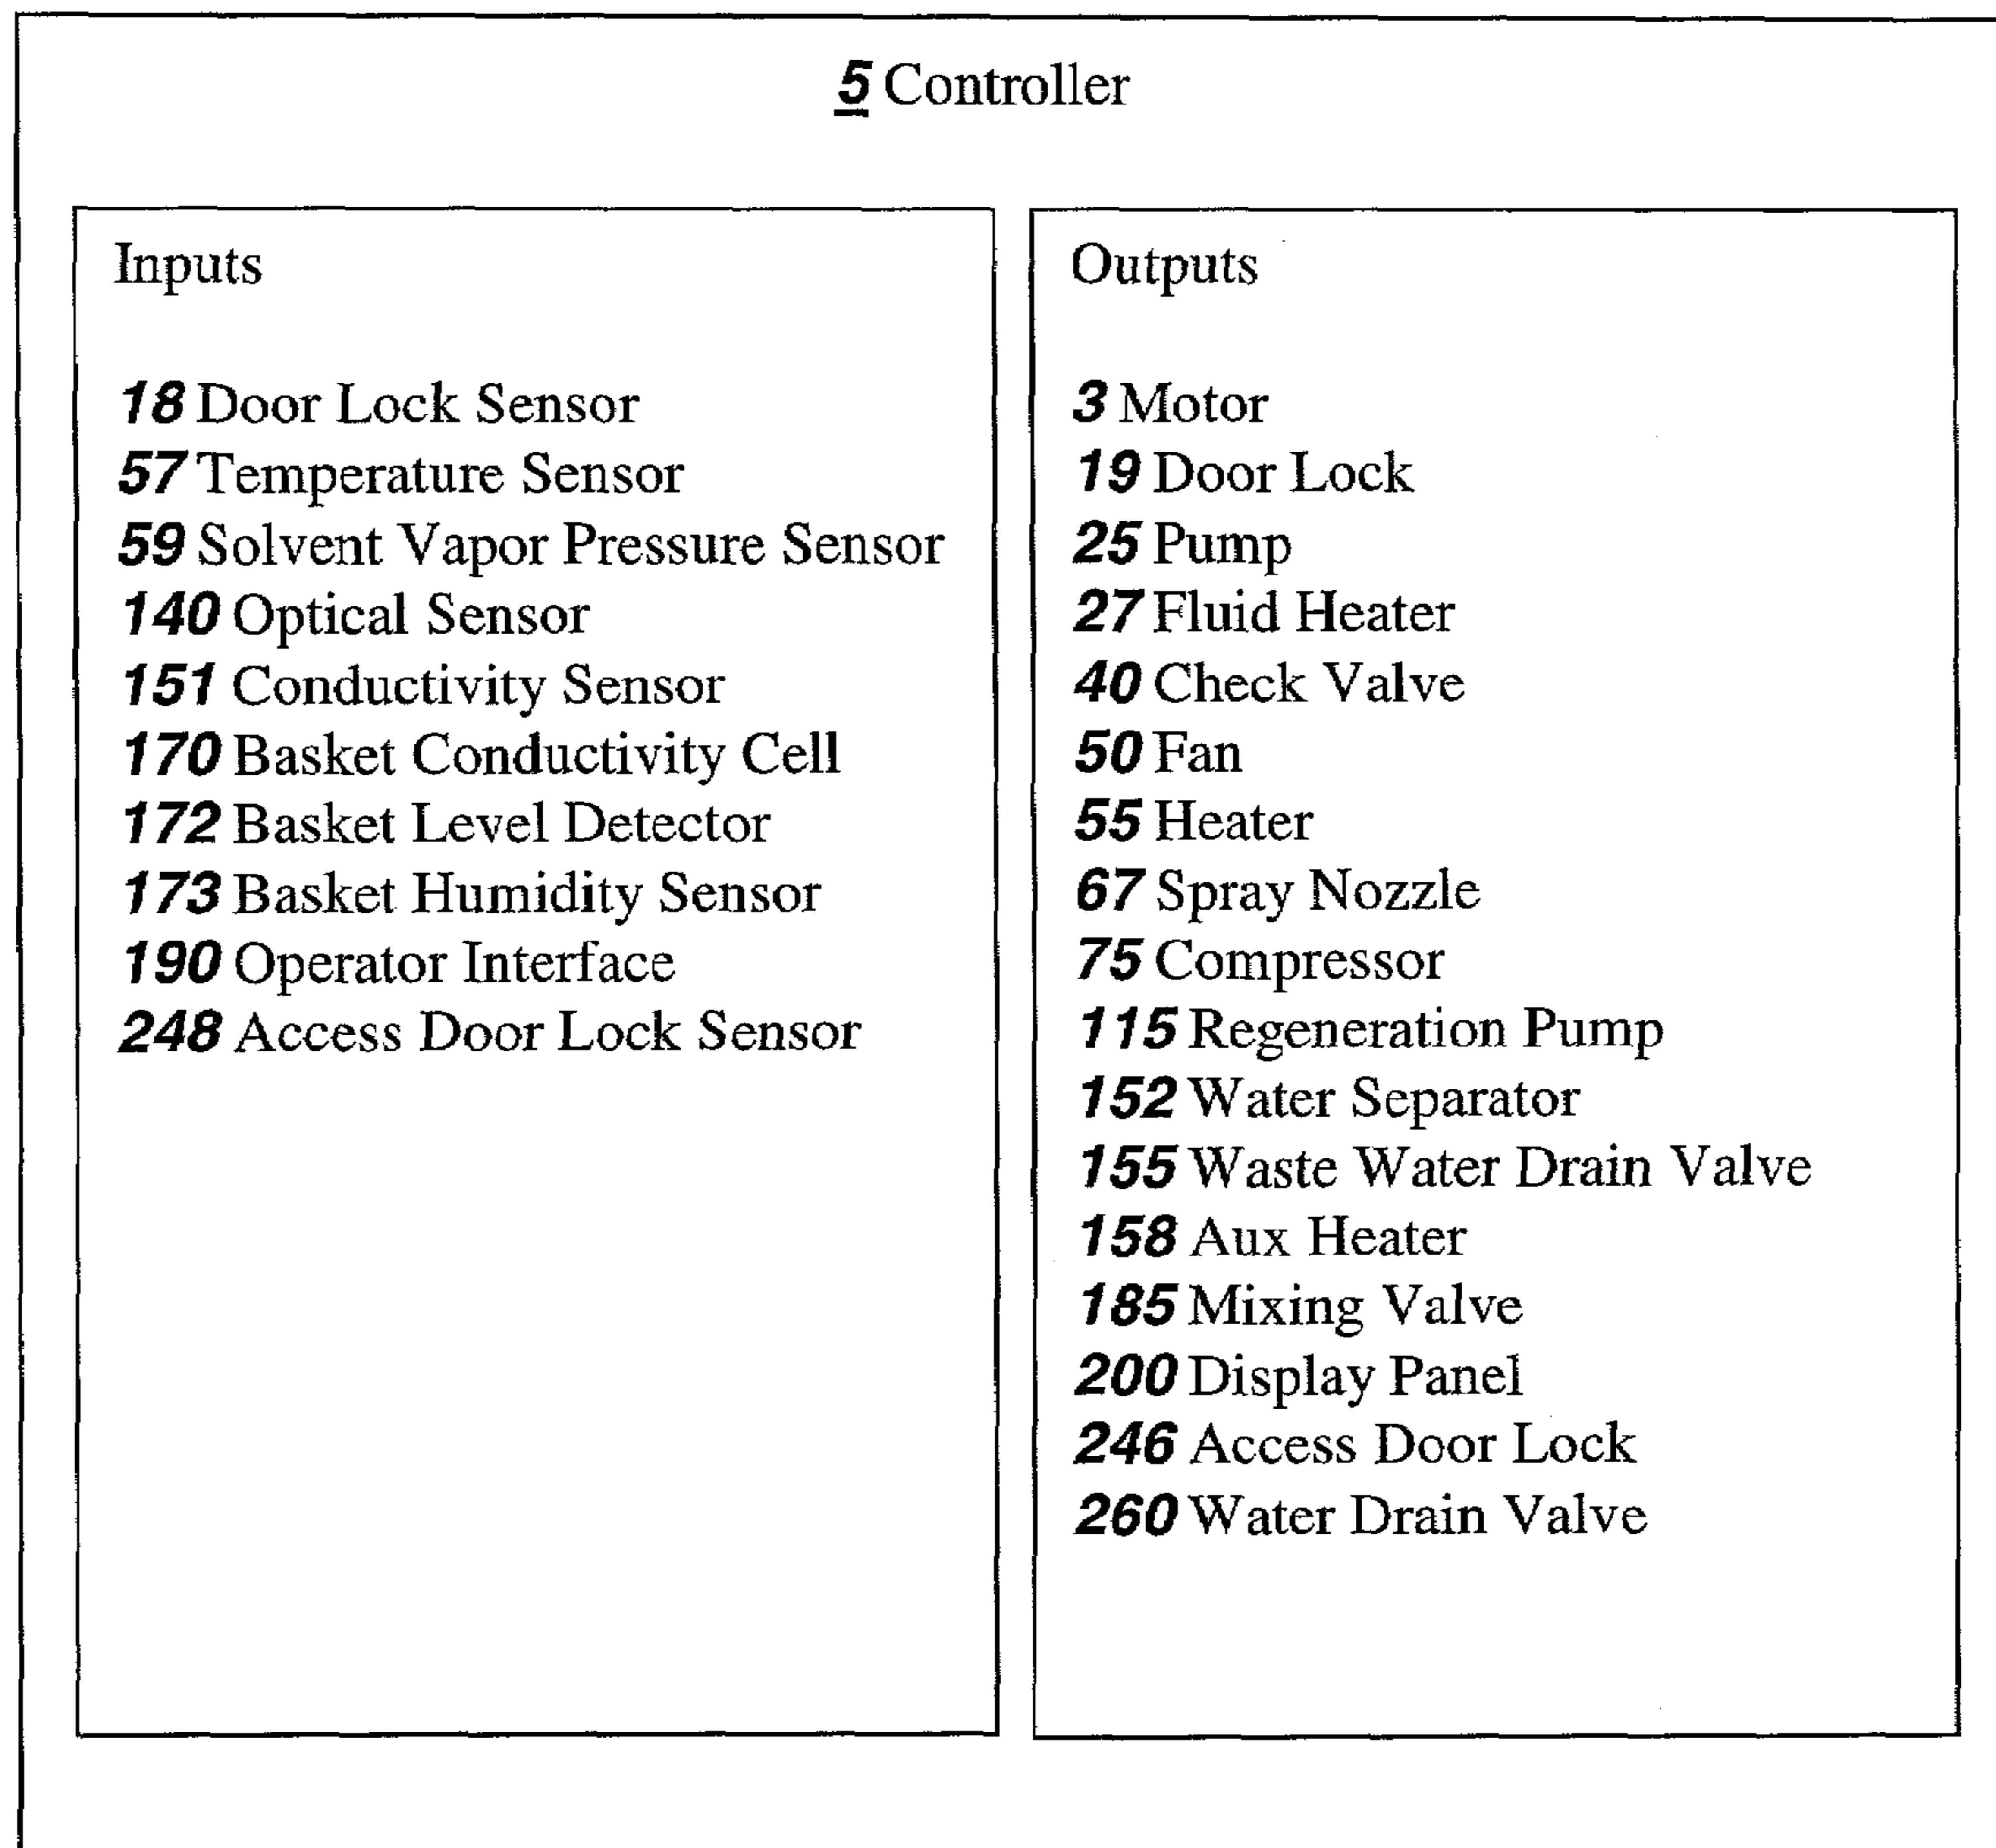 5 Controller
Inputs
18 Door Lock Sensor
57 Temperature Sensor
59 Solvent Vapor Pressure Sensor
140 Optical Sensor
151 Conductivity Sensor
170 Basket Conductivity Cell
172 Basket Level Detector
173 Basket Humidity Sensor
190 Operator Interface
248 Access Door Lock Sensor
Outputs
3 Motor
19 Door Lock
25 Pump
27 Fluid Heater
40 Check Valve
50 Fan
55 Heater
67 Spray Nozzle
75 Compressor
115 Regeneration Pump
152 Water Separator
155 Waste Water Drain Valve
158 Aux Heater
185 Mixing Valve
200 Display Panel
246 Access Door Lock
260 Water Drain Valve